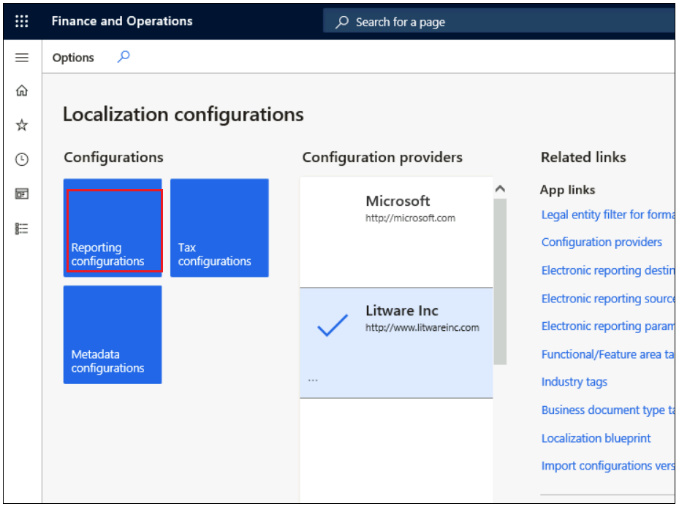 Finance and Operations
Search for a page
Options
Localization configurations
Configurations
Reporting
configurations
Tax
configurations
Metadata
configurations
Configuration providers
Microsoft
http://microsoft.com
Litware Inc
http://www.litwareinc.com
...
Related links
App links
Legal entity filter for forma
Configuration providers
Electronic reporting destin
Electronic reporting source
Electronic reporting param
Functional/Feature area ta
Industry tags
Business document type ta
Localization blueprint
Import configurations vers